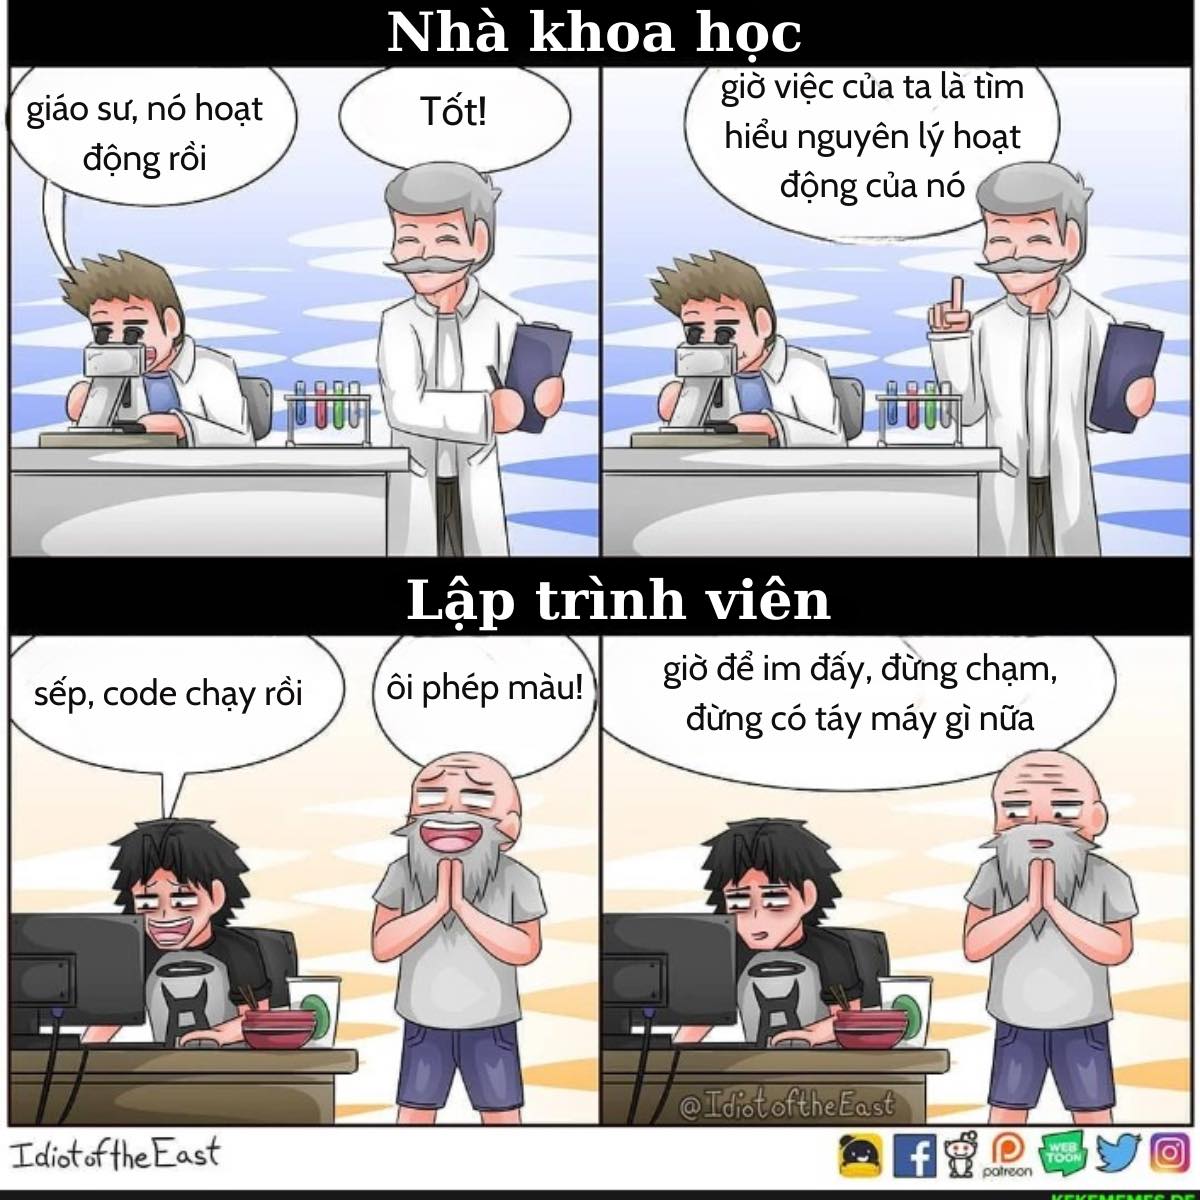 Nhà khoa học
giáo sư, nó hoạt
động rồi
Tốt!
giờ việc của ta là tìm
hiểu nguyên lý hoạt
động của nó
Lập trình viên
sếp, code chạy rồi
ôi phép màu!
giờ để im đấy, đừng chạm,
đừng có táy máy gì nữa
@IdiotoftheEast
IdiotoftheEast
patreon
WEB
TOON